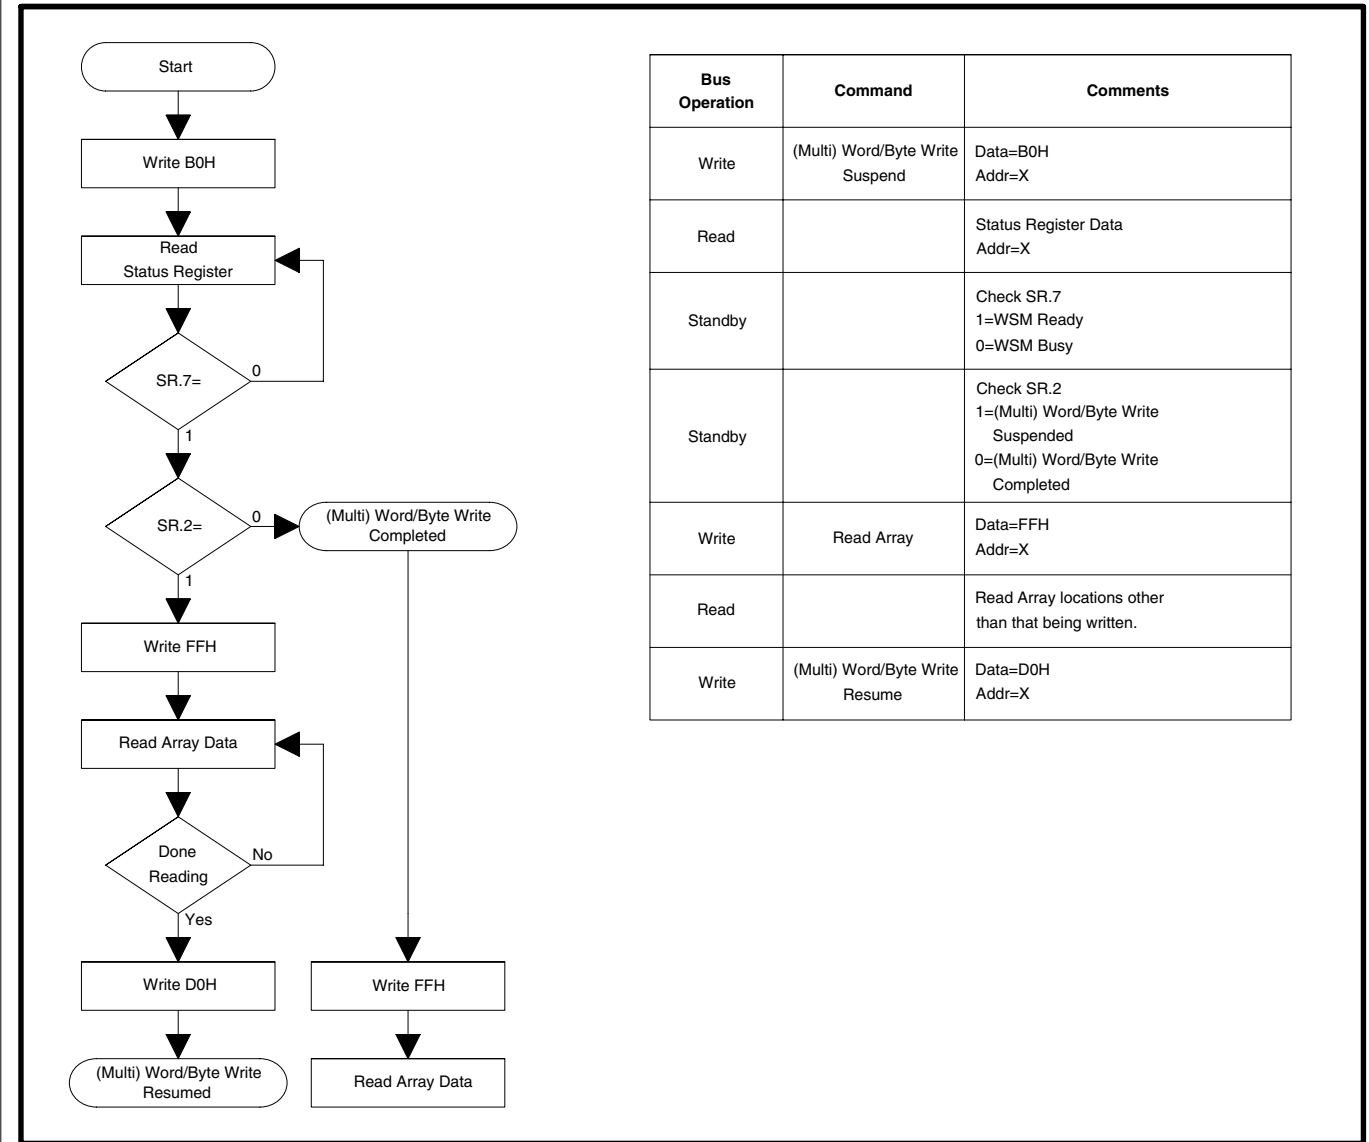 Start
Write B0H
Read
Status Register
SR.7=
0
1
SR.2=
0
(Multi) Word/Byte Write
Completed
1
Write FFH
Read Array Data
Done
Reading
No
Yes
Write D0H
(Multi) Word/Byte Write
Resumed
Write FFH
Read Array Data
Bus
Operation
Command
Comments
Write
(Multi) Word/Byte Write
Suspend
Data=B0H
Addr=X
Read
Status Register Data
Addr=X
Standby
Check SR.7
1=WSM Ready
0=WSM Busy
Standby
Check SR.2
1=(Multi) Word/Byte Write
Suspended
0=(Multi) Word/Byte Write
Completed
Write
Read Array
Data=FFH
Addr=X
Read
Read Array locations other
than that being written.
Write
(Multi) Word/Byte Write
Resume
Data=D0H
Addr=X